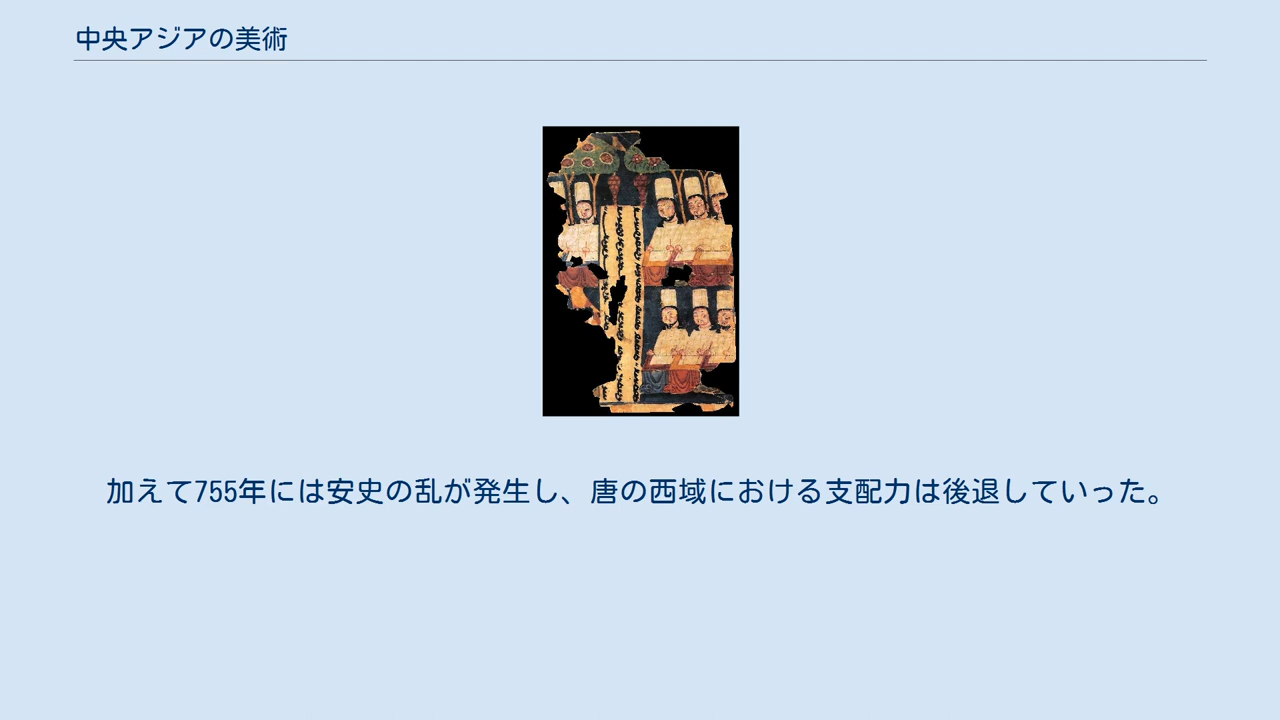 中央アジアの美術
加えて755年には安史の乱が発生し、唐の西域における支配力は後退していった。